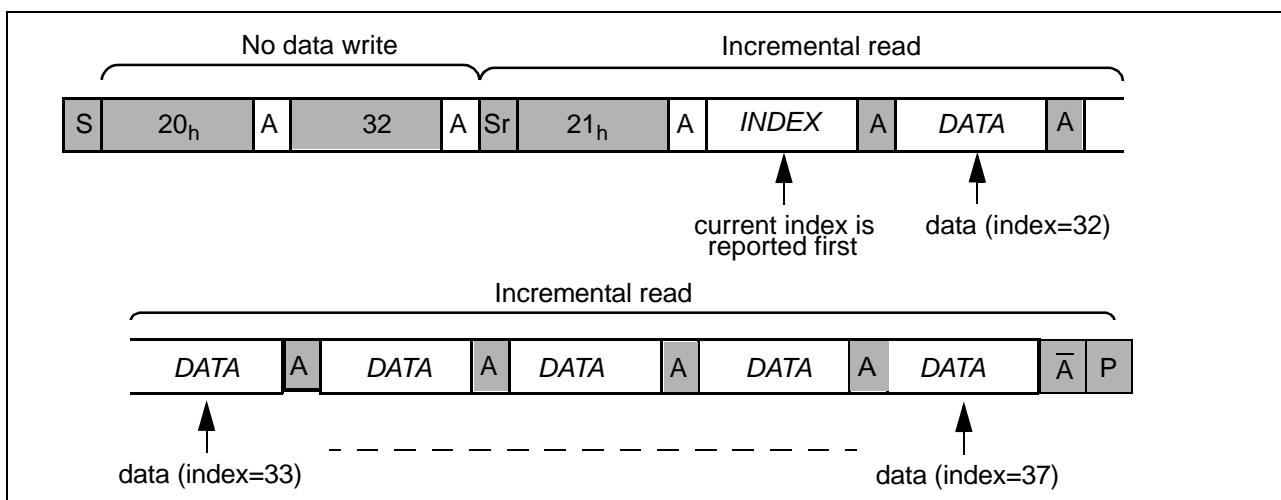 No data write Incremental read
S 20h A 32 A Sr 21h A INDEX A DATA A
current index is reported first
data (index=32)
Incremental read
DATA A DATA A DATA A DATA A DATA A̅ P
data (index=33) data (index=37)